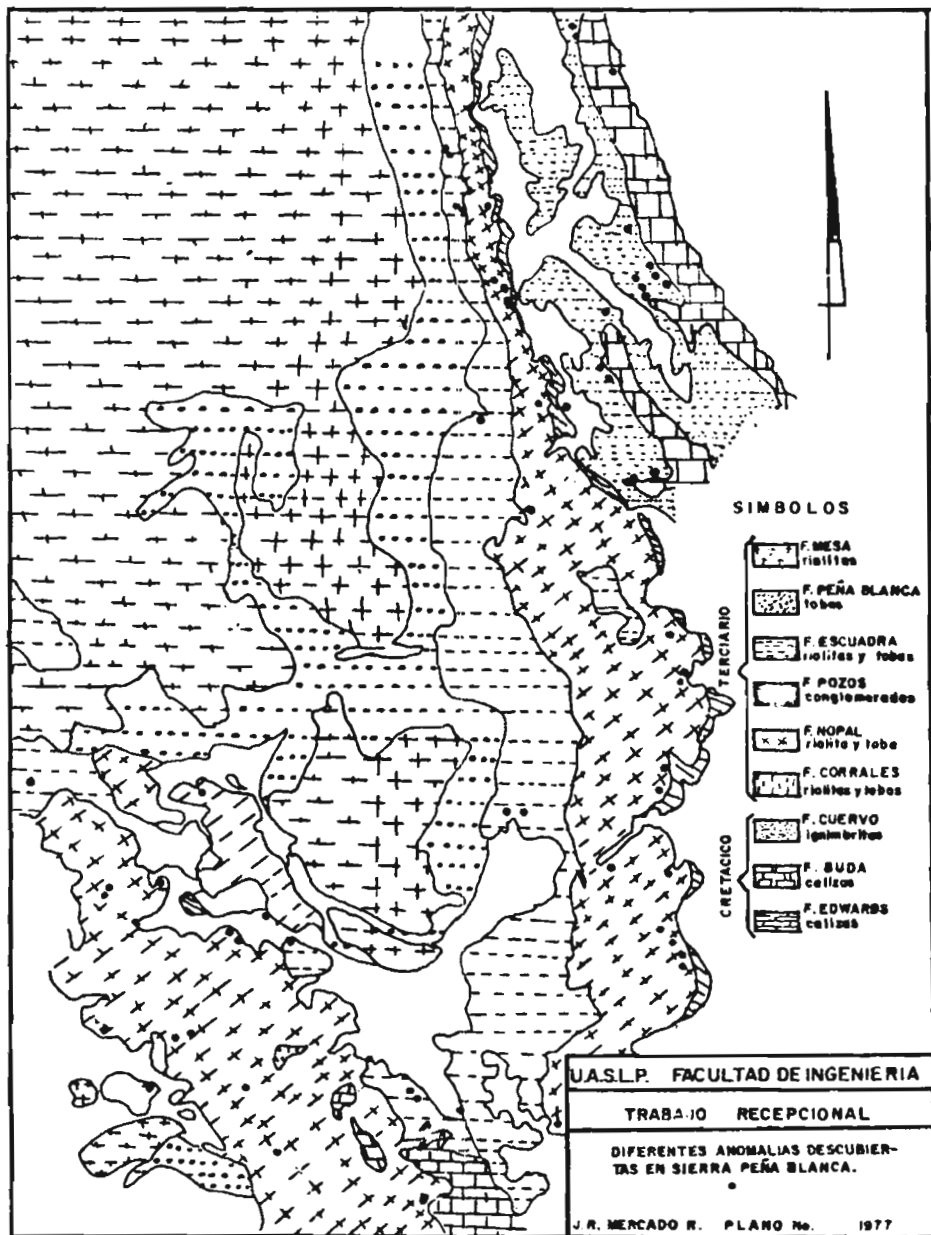 SIMBOLOS
TERCIARIO
F. MESA
riolitas
F. PEÑA BLANCA
tobas
F. ESCUADRA
riolitas y tobas
F. POZOS
conglomerados
F. NOPAL
riolita y toba
F. CORRALES
riolitas y tobas
CRETACICO
F. CUERVO
ignimbritas
F. BUDA
calizas
F. EDWARDS
calizas
U.A.S.L.P. FACULTAD DE INGENIERIA
TRABAJO RECEPCIONAL
DIFERENTES ANOMALIAS DESCUBIER-
TAS EN SIERRA PEÑA BLANCA.
J. R. MERCADO R. PLANO No. 1977